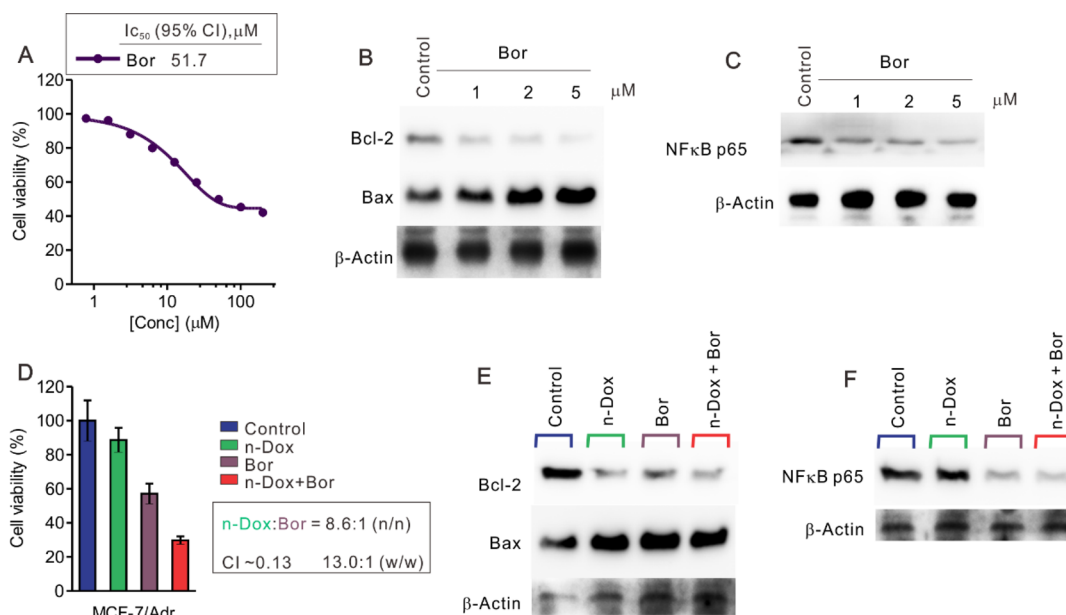 A
Ic50 (95% CI),μM
Bor 51.7
Cell viability (%)
120
100
80
60
40
20
0
1 10 100
[Conc] (μM)
B
Control
Bor
1 2 5 μM
Bcl-2
Bax
β-Actin
C
Control
Bor
1 2 5 μM
NFκB p65
β-Actin
D
Cell viability (%)
120
100
80
60
40
20
0
MCF-7/Adr
Control
n-Dox
Bor
n-Dox+Bor
n-Dox:Bor = 8.6:1 (n/n)
CI ~0.13 13.0:1 (w/w)
E
Control
n-Dox
Bor
n-Dox + Bor
Bcl-2
Bax
β-Actin
F
Control
n-Dox
Bor
n-Dox + Bor
NFκB p65
β-Actin